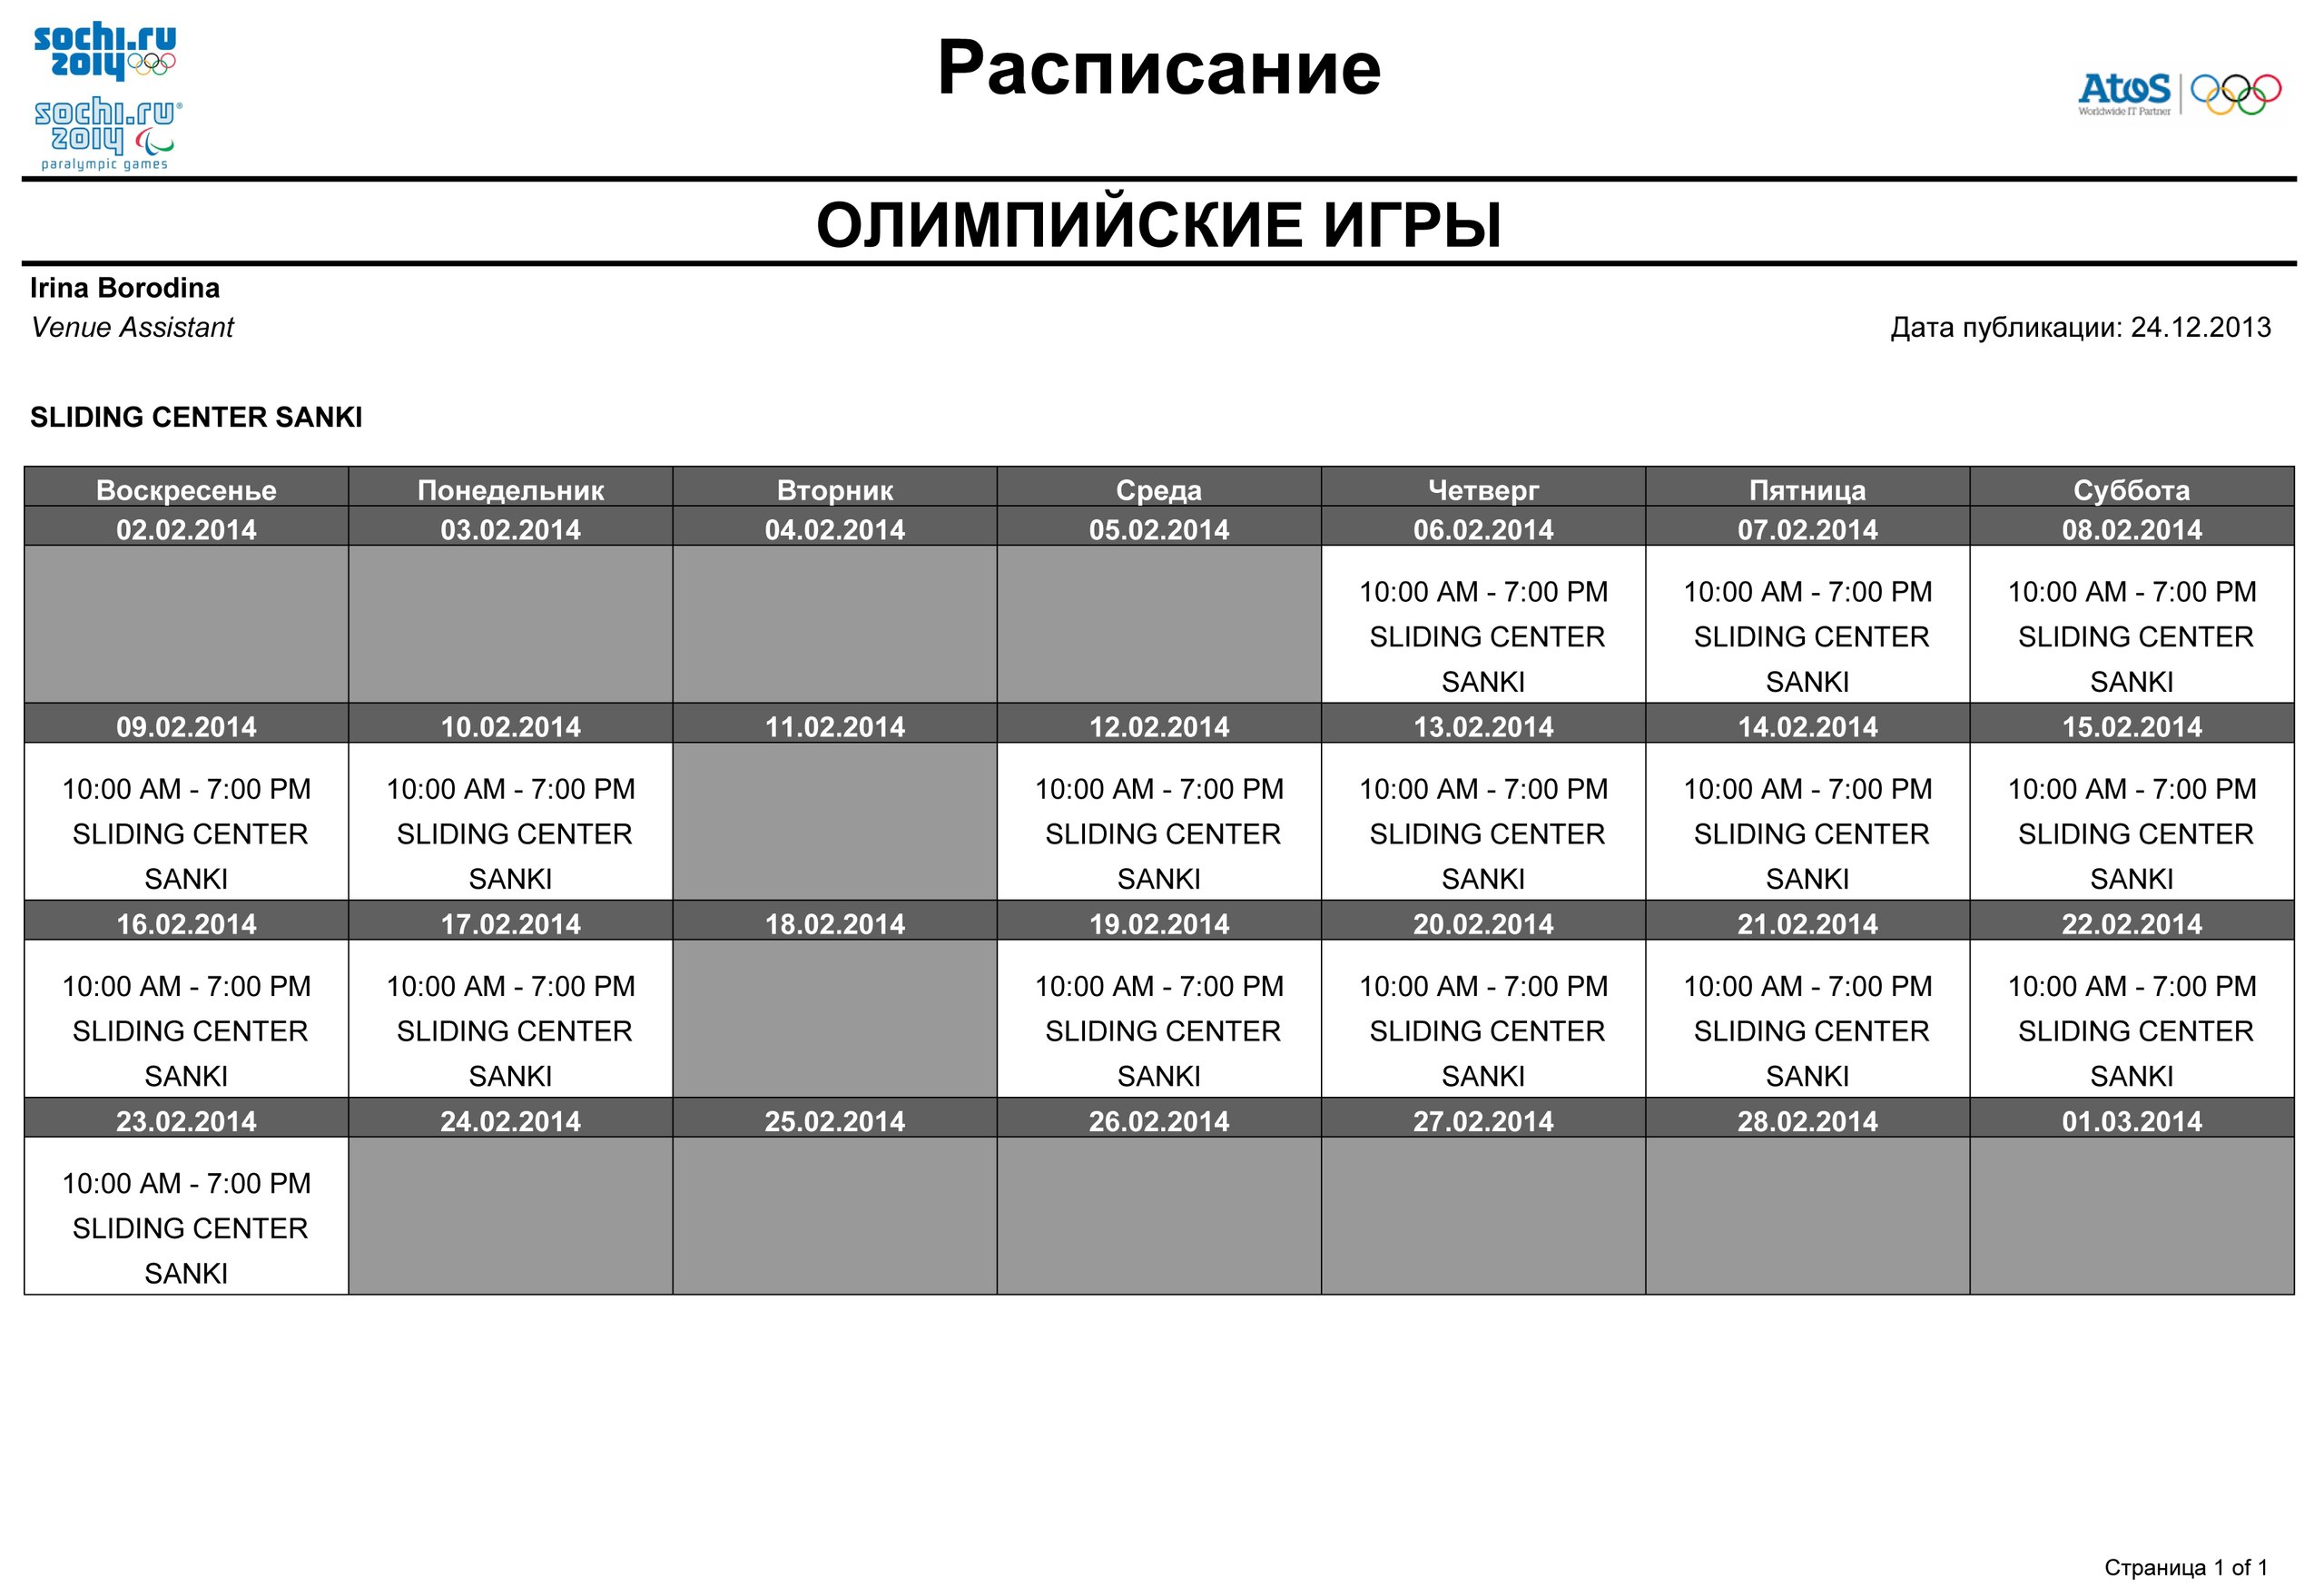 sochi.ru
2014
sochi.ru®
2014
paralympic games
Расписание
Atos
Worldwide IT Partner
ОЛИМПИЙСКИЕ ИГРЫ
Irina Borodina
Venue Assistant
Дата публикации: 24.12.2013
SLIDING CENTER SANKI
Воскресенье Понедельник Вторник Среда Четверг Пятница Суббота
02.02.2014 03.02.2014 04.02.2014 05.02.2014 06.02.2014 07.02.2014 08.02.2014
10:00 AM - 7:00 PM 10:00 AM - 7:00 PM 10:00 AM - 7:00 PM
SLIDING CENTER SLIDING CENTER SLIDING CENTER
SANKI SANKI SANKI
09.02.2014 10.02.2014 11.02.2014 12.02.2014 13.02.2014 14.02.2014 15.02.2014
10:00 AM - 7:00 PM 10:00 AM - 7:00 PM 10:00 AM - 7:00 PM 10:00 AM - 7:00 PM 10:00 AM - 7:00 PM 10:00 AM - 7:00 PM
SLIDING CENTER SLIDING CENTER SLIDING CENTER SLIDING CENTER SLIDING CENTER SLIDING CENTER
SANKI SANKI SANKI SANKI SANKI SANKI
16.02.2014 17.02.2014 18.02.2014 19.02.2014 20.02.2014 21.02.2014 22.02.2014
10:00 AM - 7:00 PM 10:00 AM - 7:00 PM 10:00 AM - 7:00 PM 10:00 AM - 7:00 PM 10:00 AM - 7:00 PM 10:00 AM - 7:00 PM
SLIDING CENTER SLIDING CENTER SLIDING CENTER SLIDING CENTER SLIDING CENTER SLIDING CENTER
SANKI SANKI SANKI SANKI SANKI SANKI
23.02.2014 24.02.2014 25.02.2014 26.02.2014 27.02.2014 28.02.2014 01.03.2014
10:00 AM - 7:00 PM
SLIDING CENTER
SANKI
Страница 1 of 1